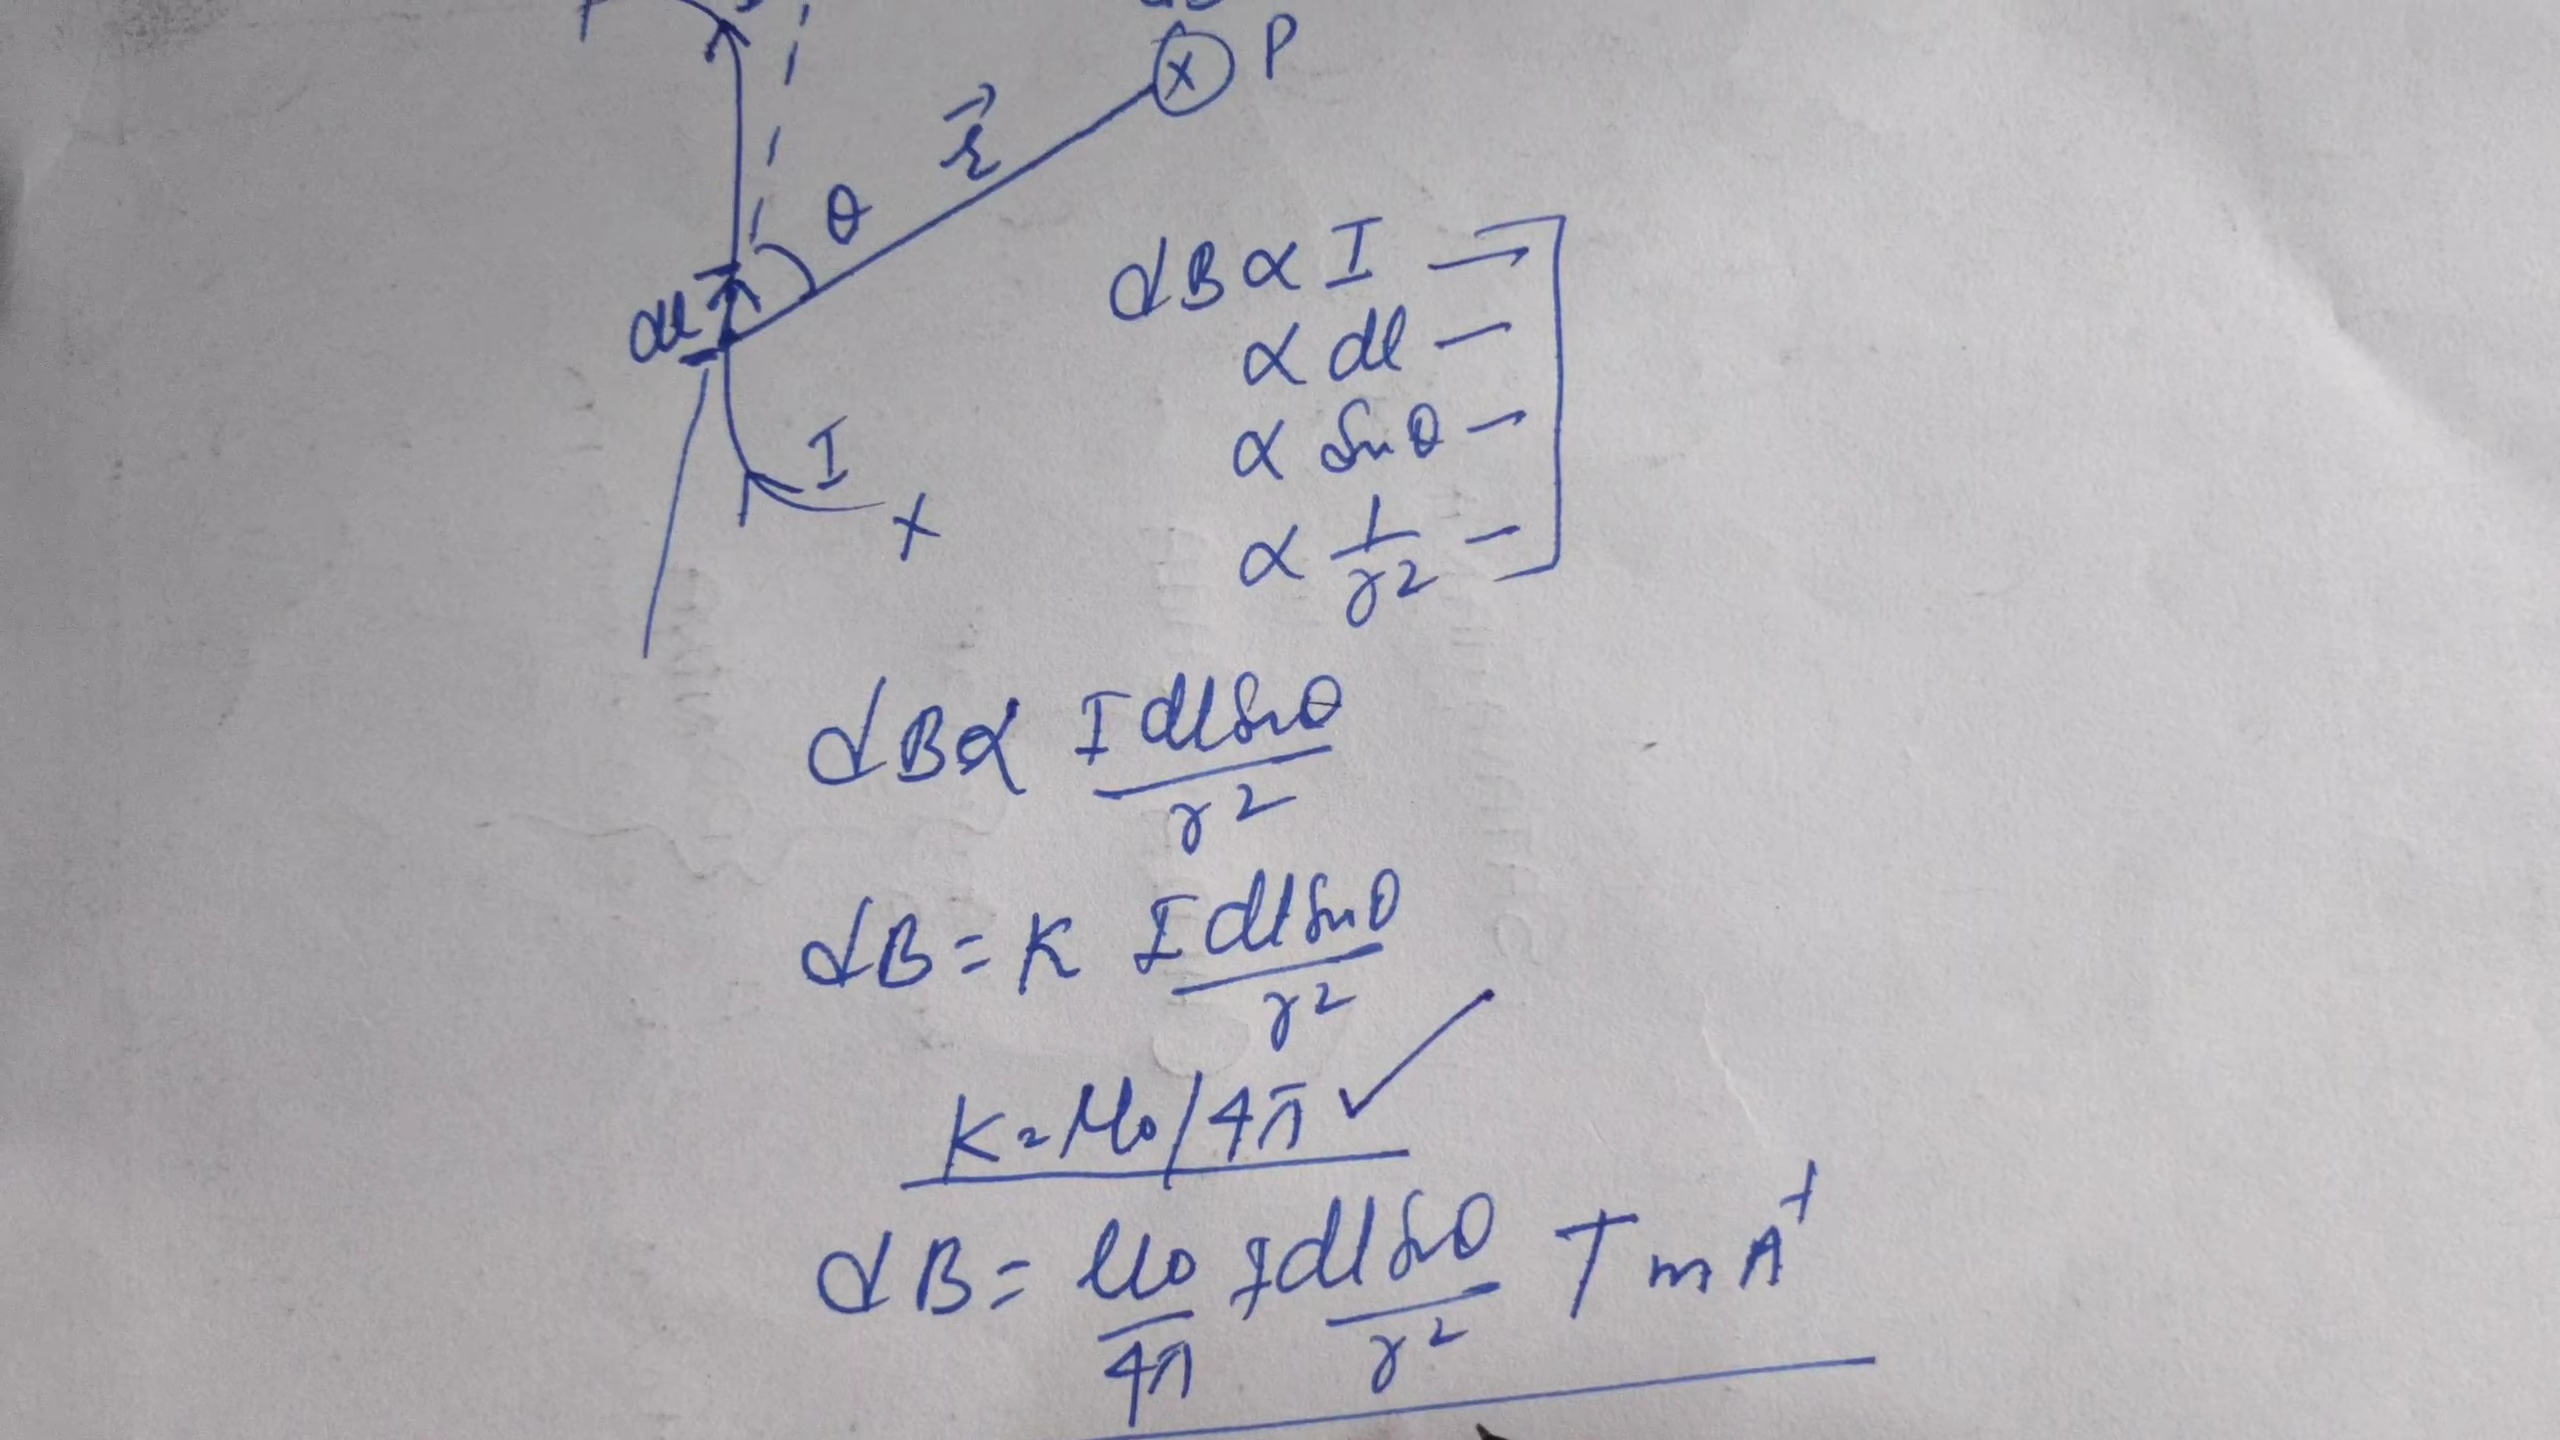 P
r⃗
θ
dB ∝ I
dl
∝ dl
∝ Sinθ
I
X
∝ 1/r2
dB ∝ I dl Sinθ / r2
dB = K I dl Sinθ / r2
K = μ0/4π ✓
dB = μ0/4π I dl Sinθ / r2 T m A-1